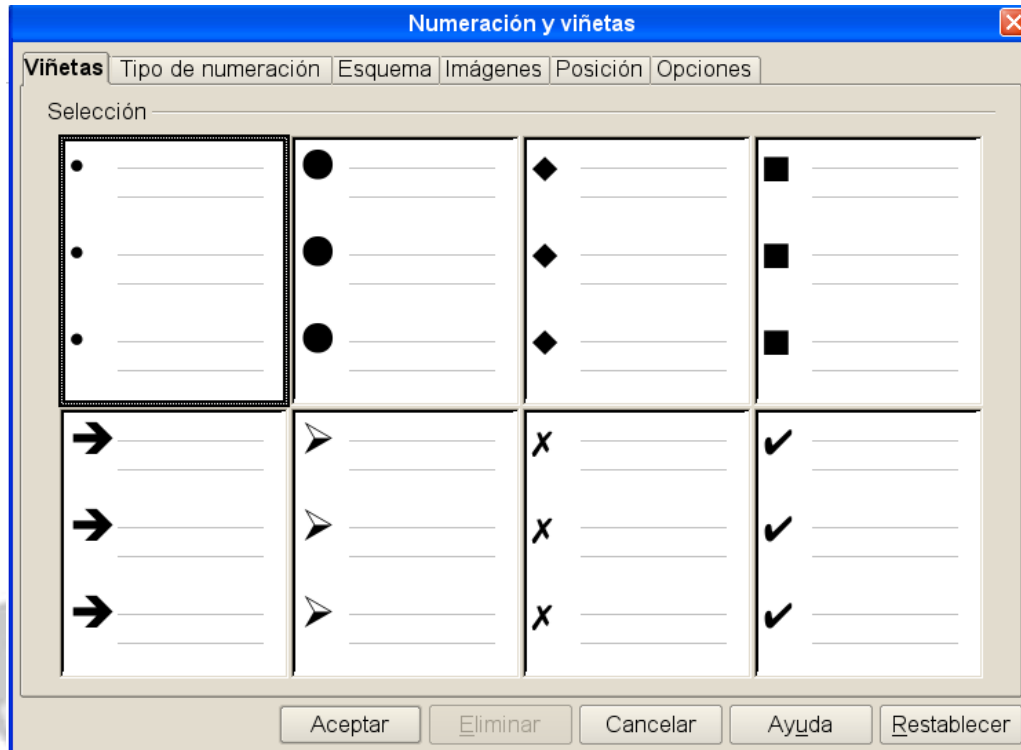 Numeración y viñetas
Viñetas Tipo de numeración Esquema Imágenes Posición Opciones
Selección
Aceptar Eliminar Cancelar Ayuda Restablecer